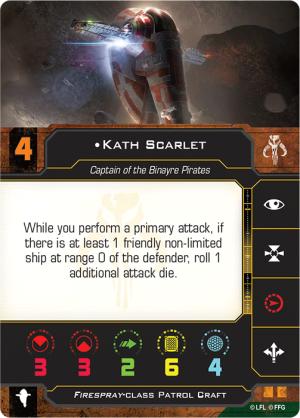 4
•Kath Scarlet
Captain of the Binayre Pirates
While you perform a primary attack, if
there is at least 1 friendly non-limited
ship at range 0 of the defender, roll 1
additional attack die.
3 3 2 6 4
Firespray-class Patrol Craft
© LFL © FFG